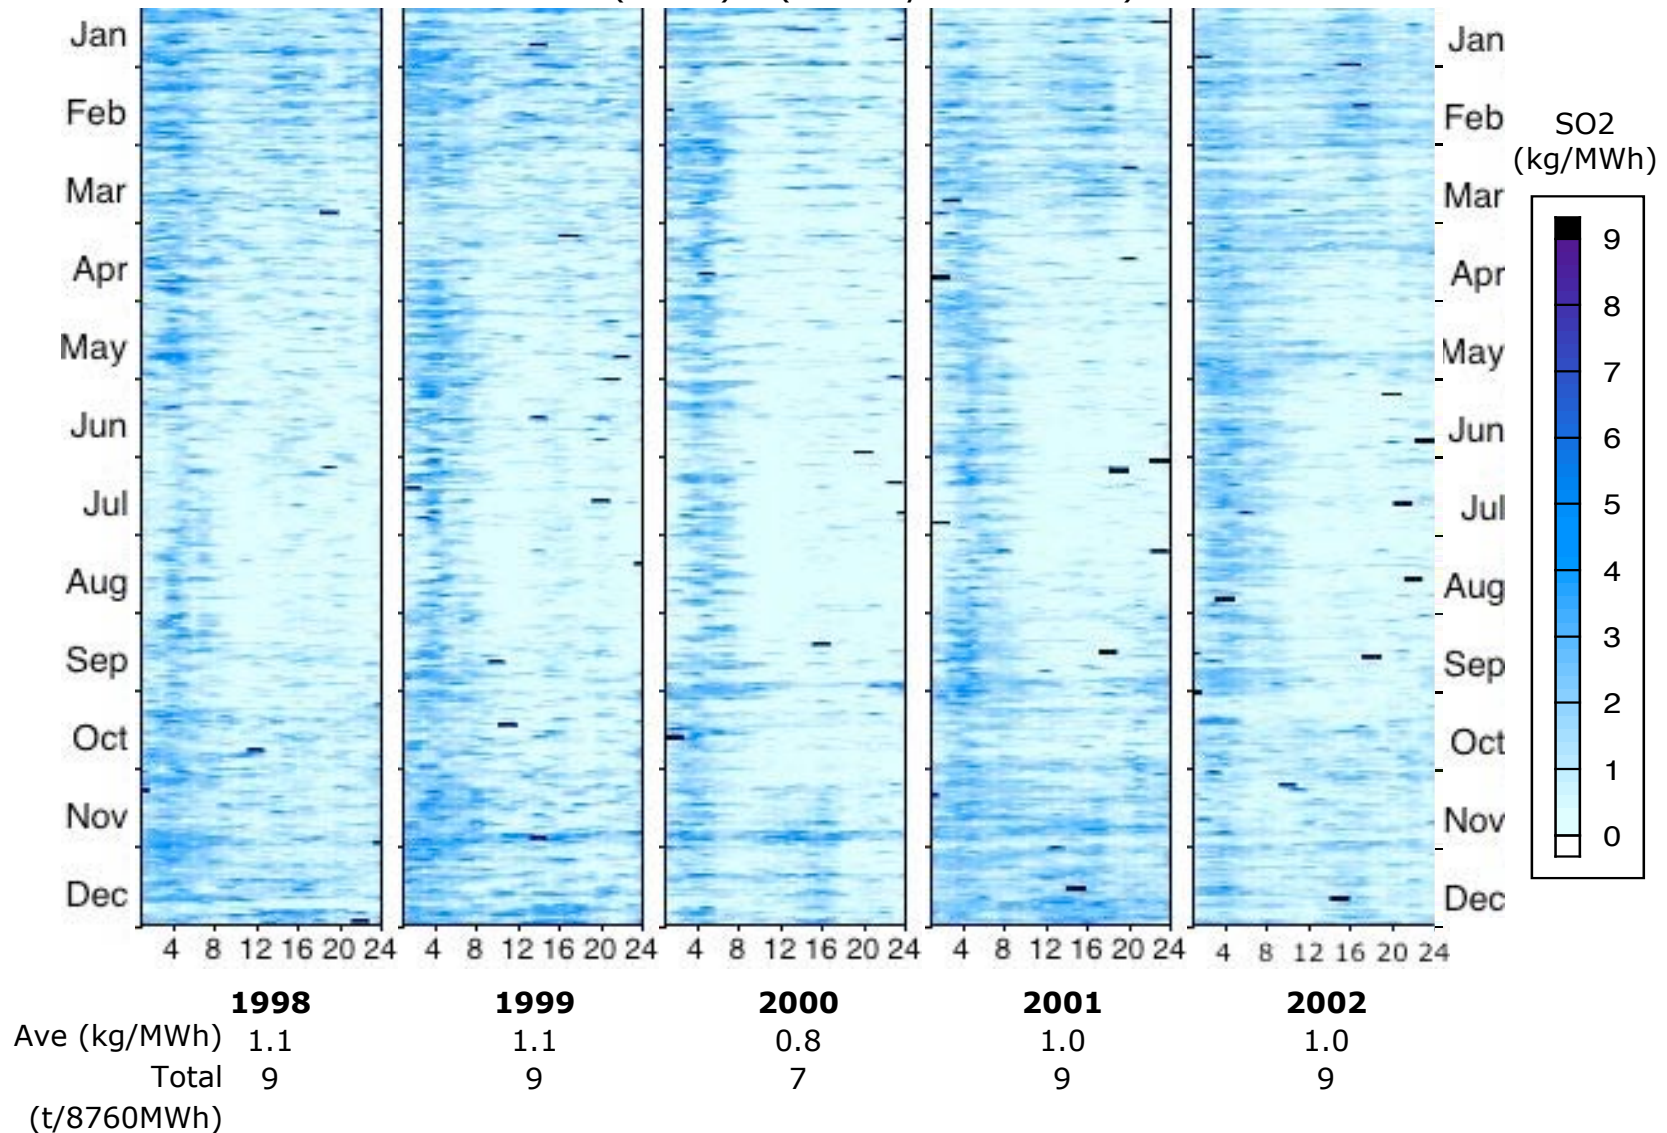 Jan
Feb
Mar
Apr
May
Jun
Jul
Aug
Sep
Oct
Nov
Dec
Jan
Feb
Mar
Apr
May
Jun
Jul
Aug
Sep
Oct
Nov
Dec
SO2
(kg/MWh)
9
8
7
6
5
4
3
2
1
0
4 8 12 16 20 24 4 8 12 16 20 24 4 8 12 16 20 24 4 8 12 16 20 24 4 8 12 16 20 24
1998 1999 2000 2001 2002
Ave (kg/MWh) 1.1 1.1 0.8 1.0 1.0
Total 9 9 7 9 9
(t/8760MWh)